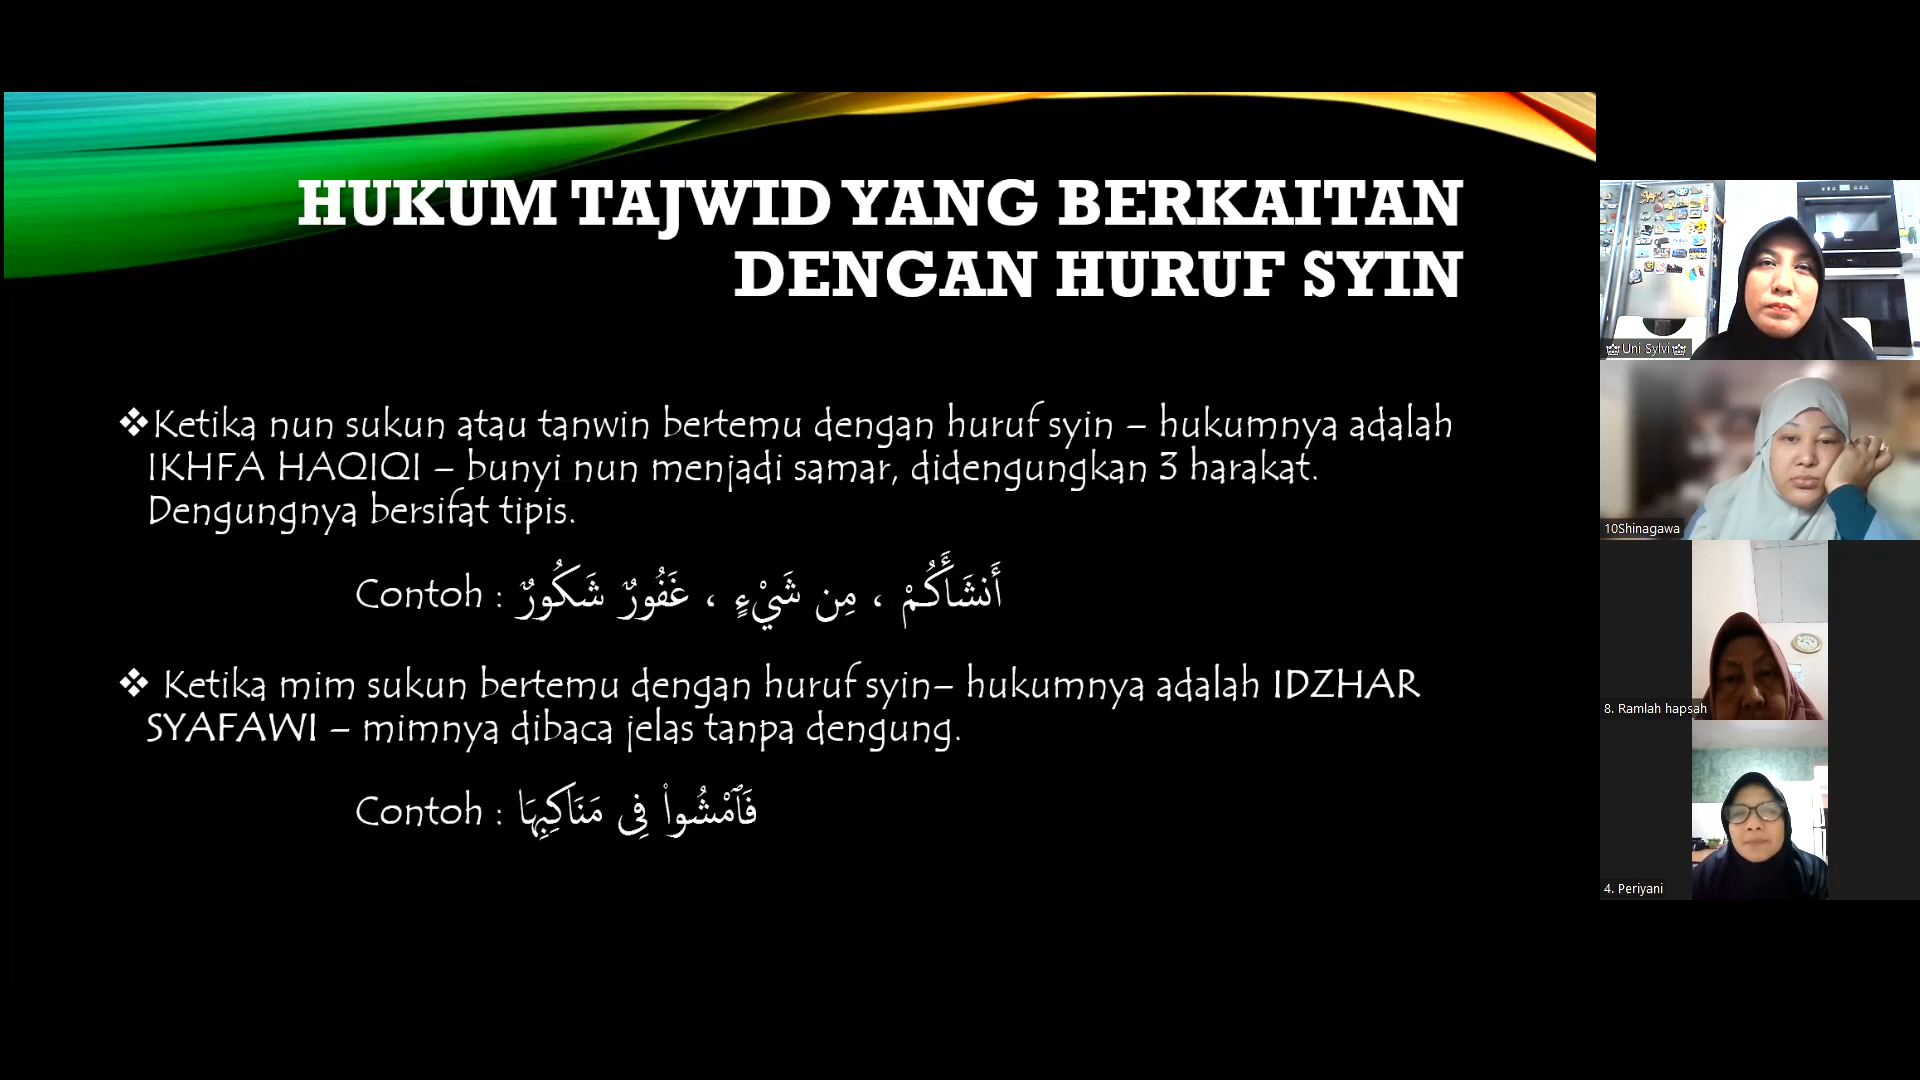 HUKUM TAJWID YANG BERKAITAN
DENGAN HURUF SYIN
❖Ketika nun sukun atau tanwin bertemu dengan huruf syin – hukumnya adalah
IKHFA HAQIQI – bunyi nun menjadi samar, didengungkan 3 harakat.
Dengungnya bersifat tipis.
Contoh : أَنشَأَكُمْ ، مِن شَيْءٍ ، غَفُورٌ شَكُورٌ
❖ Ketika mim sukun bertemu dengan huruf syin– hukumnya adalah IDZHAR
SYAFAWI – mimnya dibaca jelas tanpa dengung.
Contoh : فَٱمْشُوا۟ فِى مَنَاكِبِهَا
Uni Sylvi
10Shinagawa
8. Ramlah hapsah
4. Periyani